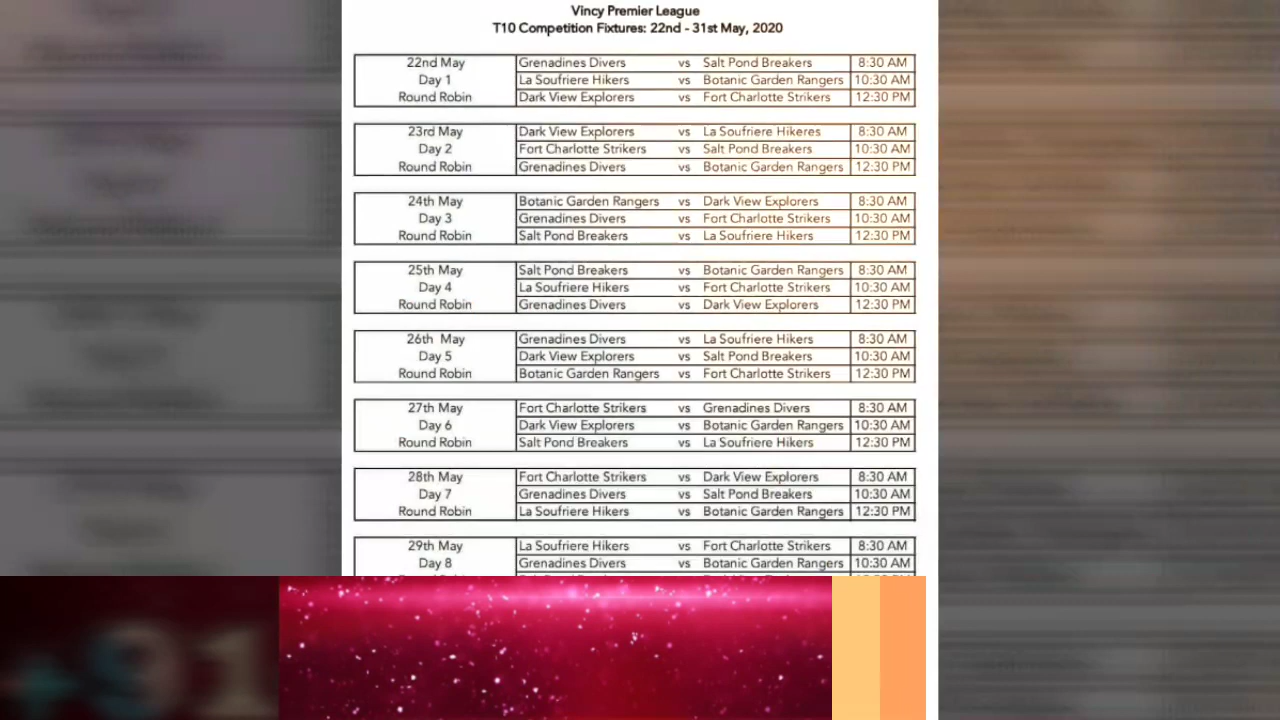 Vincy Premier League
T10 Competition Fixtures: 22nd - 31st May, 2020
22nd May Grenadines Divers vs Salt Pond Breakers 8:30 AM
Day 1 La Soufriere Hikers vs Botanic Garden Rangers 10:30 AM
Round Robin Dark View Explorers vs Fort Charlotte Strikers 12:30 PM
23rd May Dark View Explorers vs La Soufriere Hikeres 8:30 AM
Day 2 Fort Charlotte Strikers vs Salt Pond Breakers 10:30 AM
Round Robin Grenadines Divers vs Botanic Garden Rangers 12:30 PM
24th May Botanic Garden Rangers vs Dark View Explorers 8:30 AM
Day 3 Grenadines Divers vs Fort Charlotte Strikers 10:30 AM
Round Robin Salt Pond Breakers vs La Soufriere Hikers 12:30 PM
25th May Salt Pond Breakers vs Botanic Garden Rangers 8:30 AM
Day 4 La Soufriere Hikers vs Fort Charlotte Strikers 10:30 AM
Round Robin Grenadines Divers vs Dark View Explorers 12:30 PM
26th May Grenadines Divers vs La Soufriere Hikers 8:30 AM
Day 5 Dark View Explorers vs Salt Pond Breakers 10:30 AM
Round Robin Botanic Garden Rangers vs Fort Charlotte Strikers 12:30 PM
27th May Fort Charlotte Strikers vs Grenadines Divers 8:30 AM
Day 6 Dark View Explorers vs Botanic Garden Rangers 10:30 AM
Round Robin Salt Pond Breakers vs La Soufriere Hikers 12:30 PM
28th May Fort Charlotte Strikers vs Dark View Explorers 8:30 AM
Day 7 Grenadines Divers vs Salt Pond Breakers 10:30 AM
Round Robin La Soufriere Hikers vs Botanic Garden Rangers 12:30 PM
29th May La Soufriere Hikers vs Fort Charlotte Strikers 8:30 AM
Day 8 Grenadines Divers vs Botanic Garden Rangers 10:30 AM
+91